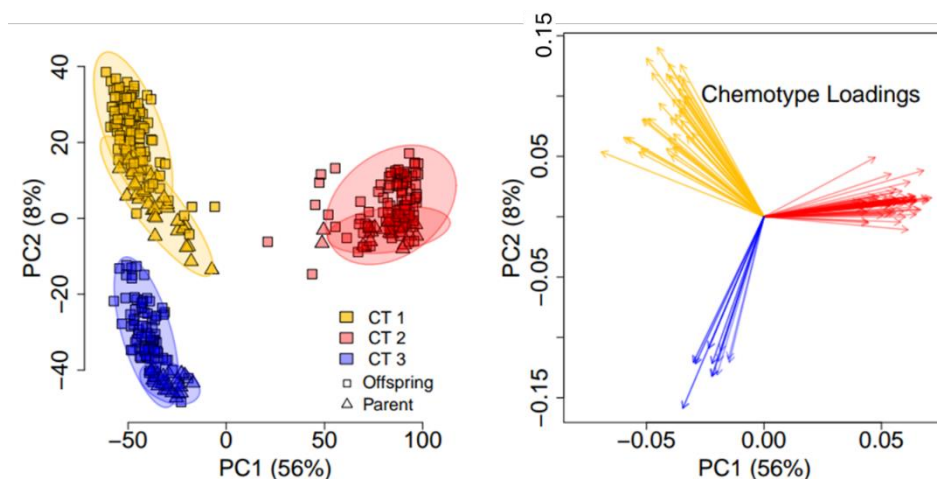 40
20
0
−20
−40
PC2 (8%)
−50
0
50
100
PC1 (56%)
CT 1
CT 2
CT 3
Offspring
Parent
0.15
0.05
−0.05
−0.15
PC2 (8%)
Chemotype Loadings
−0.05
0.00
0.05
PC1 (56%)